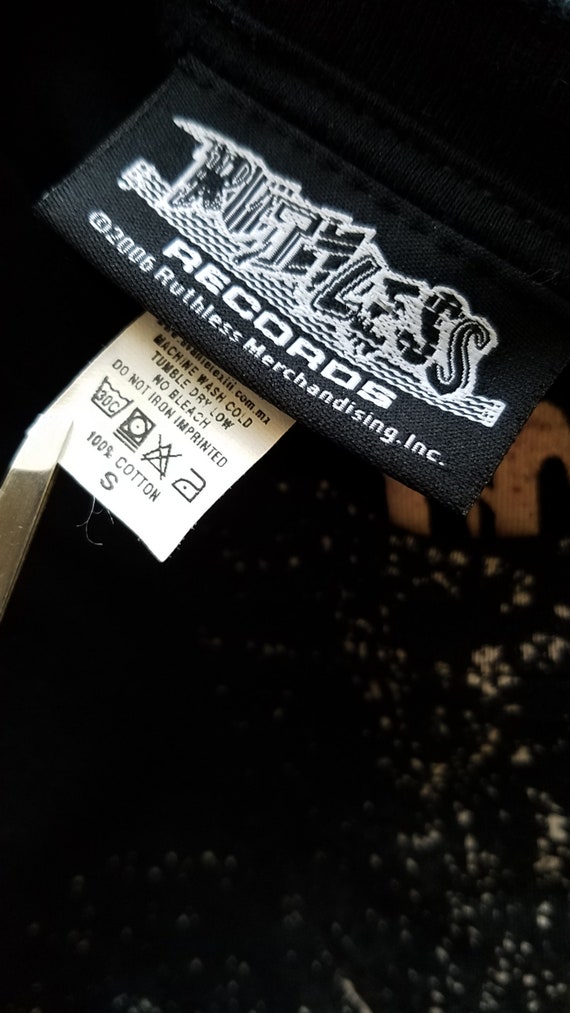 RUTHLESS
RECORDS
©2006 Ruthless Merchandising, Inc.
MACHINE WASH COLD
TUMBLE DRY LOW
NO BLEACH
DO NOT IRON IMPRINTED
30C
100% COTTON
S